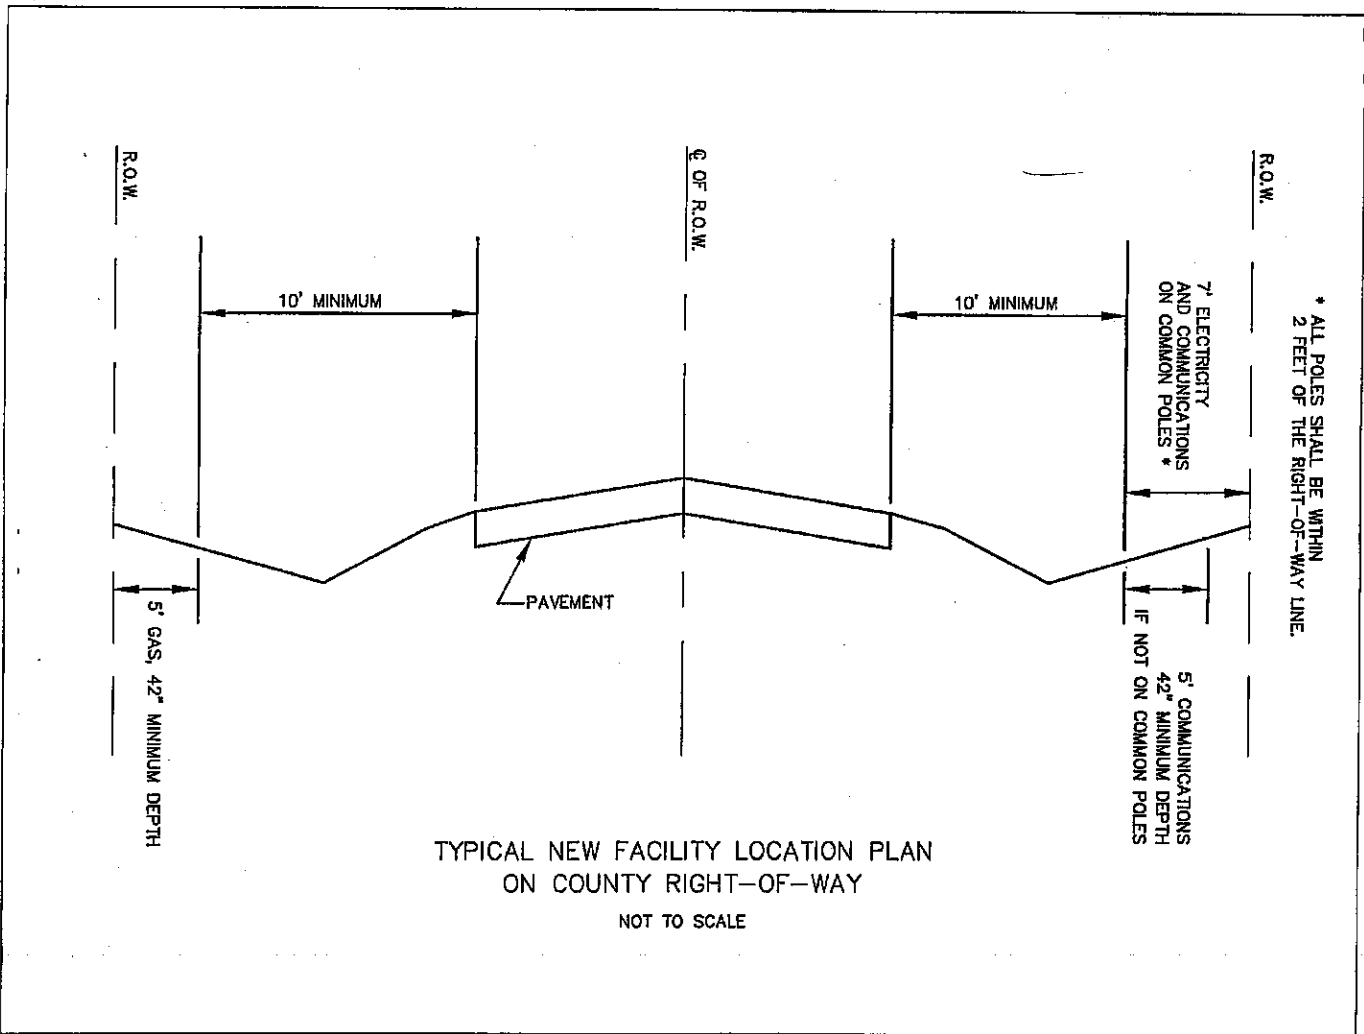 R.O.W.
℄ OF R.O.W.
R.O.W.
* ALL POLES SHALL BE WITHIN
2 FEET OF THE RIGHT-OF-WAY LINE.
10' MINIMUM
10' MINIMUM
7' ELECTRICITY
AND COMMUNICATIONS
ON COMMON POLES *
PAVEMENT
5' GAS, 42" MINIMUM DEPTH
5' COMMUNICATIONS
42" MINIMUM DEPTH
IF NOT ON COMMON POLES
TYPICAL NEW FACILITY LOCATION PLAN
ON COUNTY RIGHT-OF-WAY
NOT TO SCALE